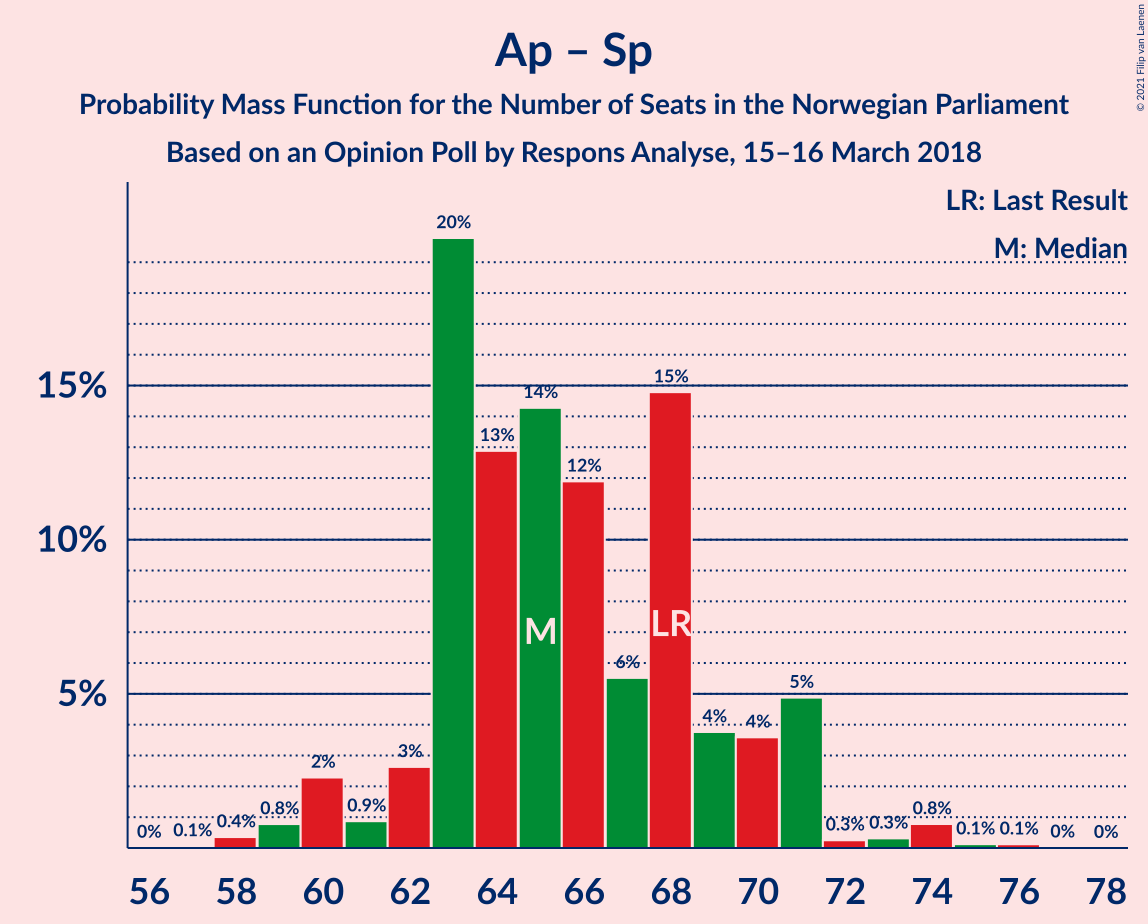 Ap – Sp
Probability Mass Function for the Number of Seats in the Norwegian Parliament
Based on an Opinion Poll by Respons Analyse, 15–16 March 2018
© 2021 Filip van Laenen
LR: Last Result
M: Median
15%
10%
5%
0%
0.1%
0.4%
0.8%
2%
0.9%
3%
20%
13%
14%
12%
6%
15%
4%
4%
5%
0.3%
0.3%
0.8%
0.1%
0.1%
0%
0%
M
LR
56 58 60 62 64 66 68 70 72 74 76 78